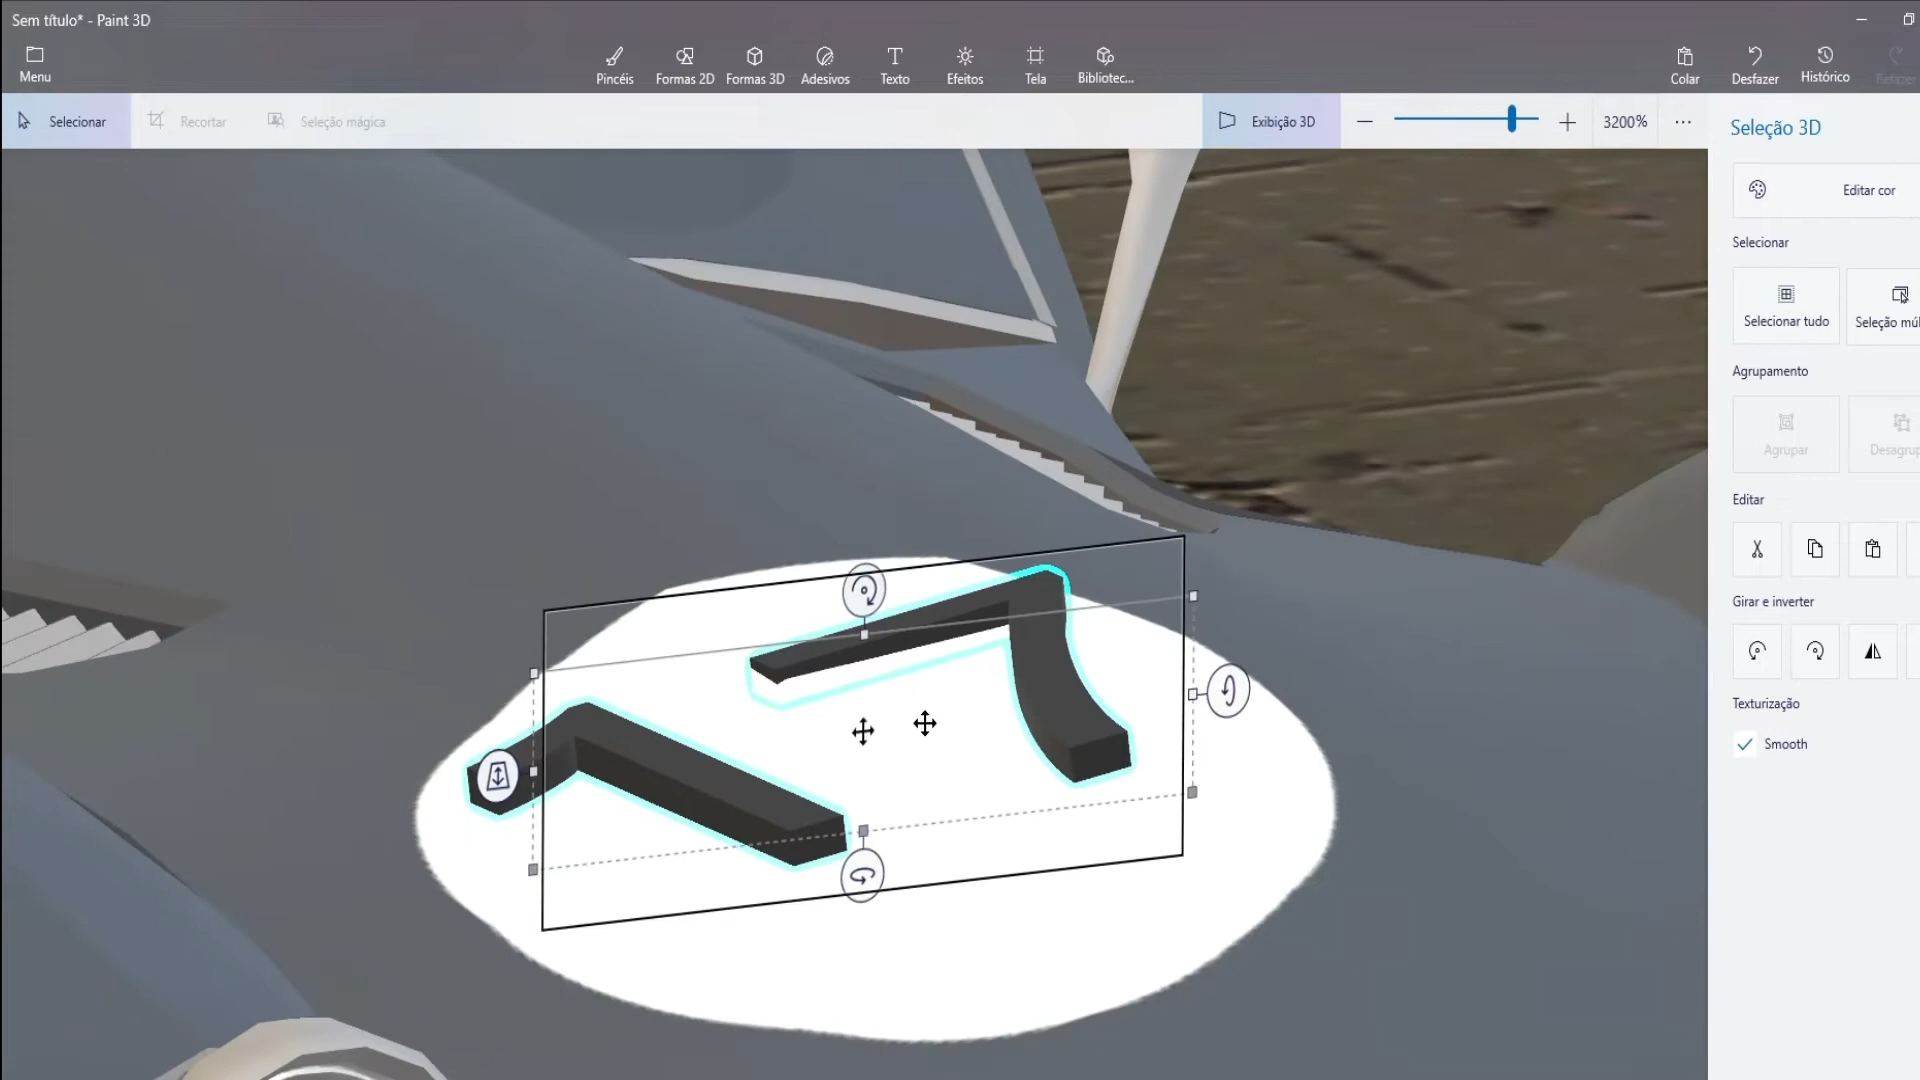 Sem título* - Paint 3D
Menu
Pincéis
Formas 2D
Formas 3D
Adesivos
Texto
Efeitos
Tela
Bibliotec...
Colar
Desfazer
Histórico
Refazer
Selecionar
Recortar
Seleção mágica
Exibição 3D
3200%
Seleção 3D
Editar cor
Selecionar
Selecionar tudo
Seleção múl
Agrupamento
Agrupar
Desagrup
Editar
Girar e inverter
Texturização
Smooth